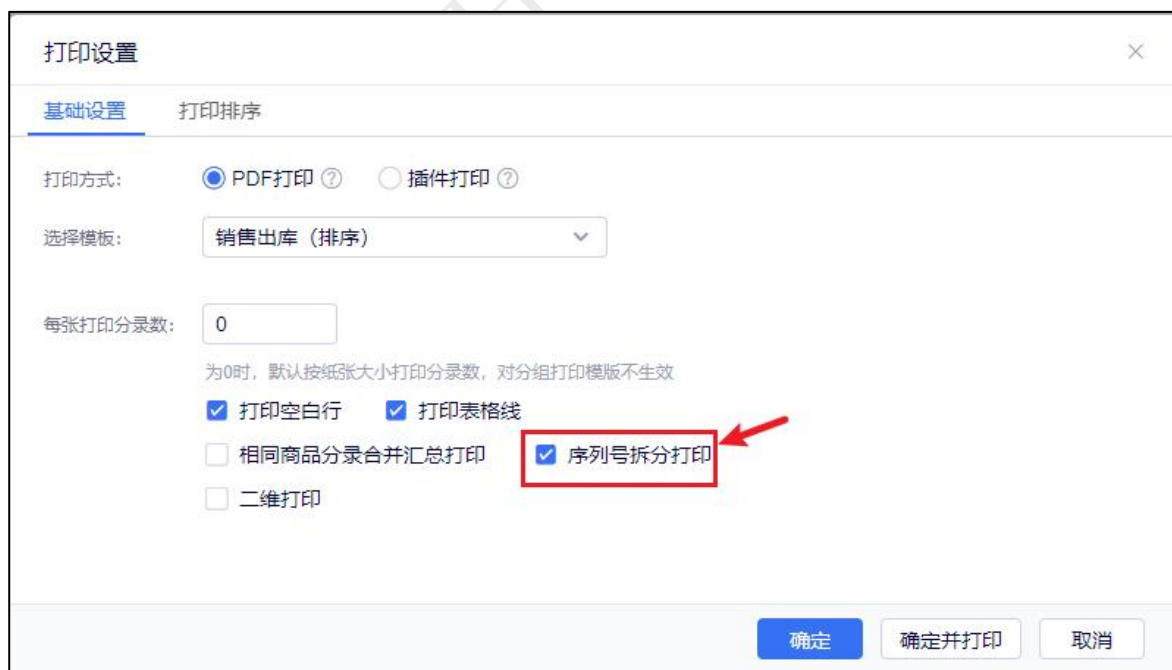 打印设置
基础设置 打印排序
打印方式: PDF打印 ? 插件打印 ?
选择模板: 销售出库（排序）
每张打印分录数: 0
为0时，默认按纸张大小打印分录数，对分组打印模版不生效
打印空白行 打印表格线
相同商品分录合并汇总打印 序列号拆分打印
二维打印
确定 确定并打印 取消